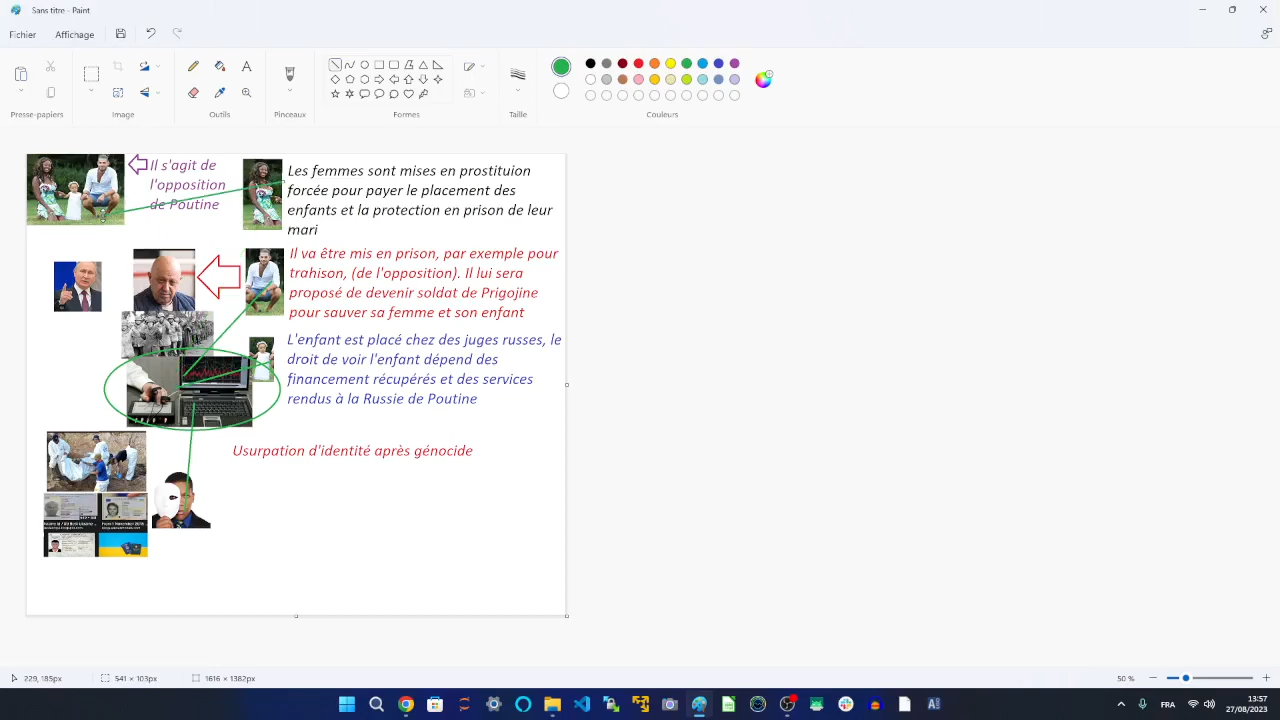 Sans titre - Paint
Fichier
Affichage
Presse-papiers
Image
Outils
Pinceaux
Formes
Taille
Couleurs
Il s'agit de
l'opposition
de Poutine
Les femmes sont mises en prostituion
forcée pour payer le placement des
enfants et la protection en prison de leur
mari
Il va être mis en prison, par exemple pour
trahison, (de l'opposition). Il lui sera
proposé de devenir soldat de Prigojine
pour sauver sa femme et son enfant
L'enfant est placé chez des juges russes, le
droit de voir l'enfant dépend des
financement récupérés et des services
rendus à la Russie de Poutine
Usurpation d'identité après génocide
229, 185px
541 × 103px
1616 × 1382px
50 %
FRA
13:57
27/08/2023